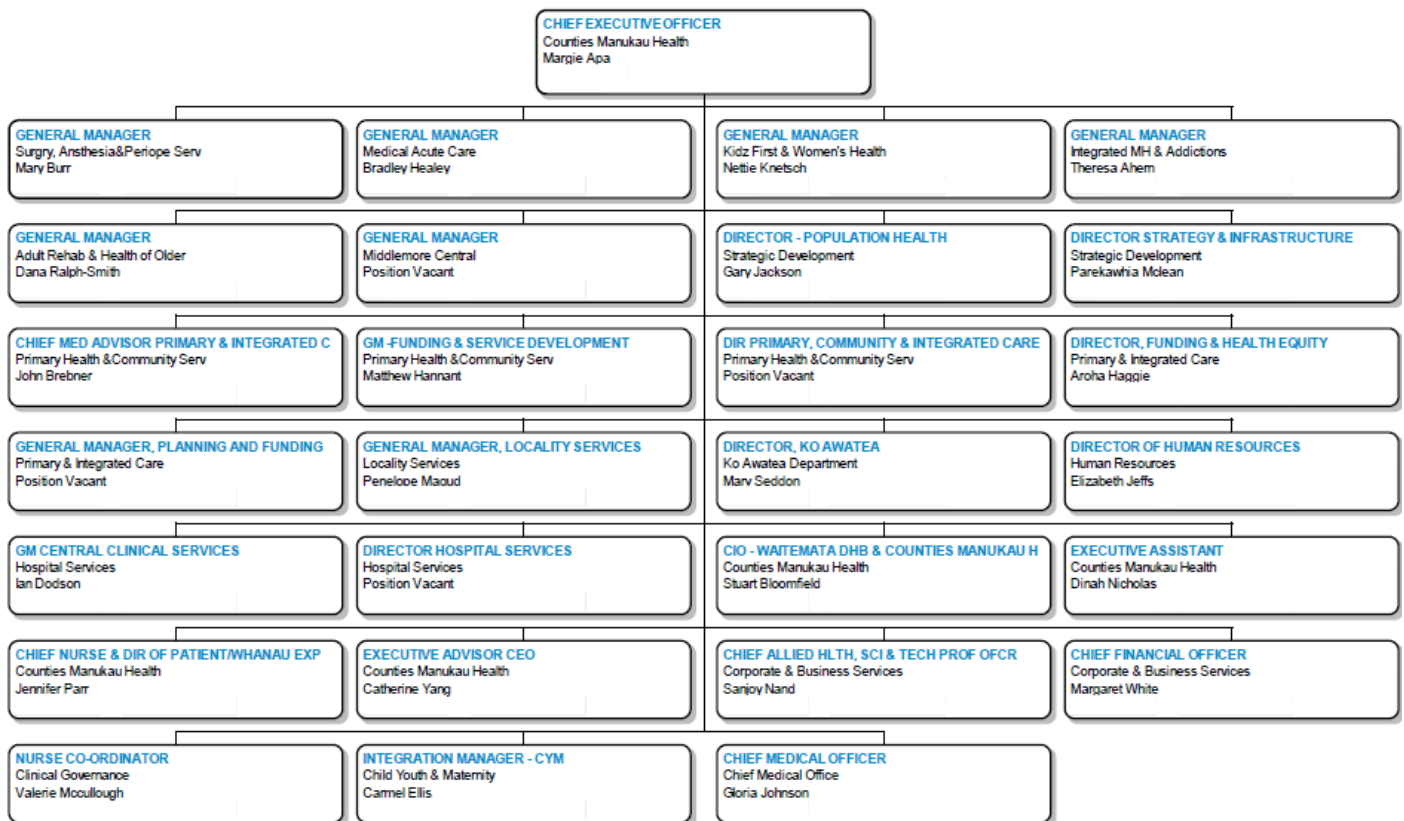 CHIEF EXECUTIVE OFFICER
Counties Manukau Health
Margie Apa
GENERAL MANAGER
Surgry, Ansthesia&Periope Serv
Mary Burr
GENERAL MANAGER
Medical Acute Care
Bradley Healey
GENERAL MANAGER
Kidz First & Women's Health
Nettie Knetsch
GENERAL MANAGER
Integrated MH & Addictions
Theresa Ahern
GENERAL MANAGER
Adult Rehab & Health of Older
Dana Ralph-Smith
GENERAL MANAGER
Middlemore Central
Position Vacant
DIRECTOR - POPULATION HEALTH
Strategic Development
Gary Jackson
DIRECTOR STRATEGY & INFRASTRUCTURE
Strategic Development
Parekawhia Mclean
CHIEF MED ADVISOR PRIMARY & INTEGRATED C
Primary Health &Community Serv
John Brebner
GM -FUNDING & SERVICE DEVELOPMENT
Primary Health &Community Serv
Matthew Hannant
DIR PRIMARY, COMMUNITY & INTEGRATED CARE
Primary Health &Community Serv
Position Vacant
DIRECTOR, FUNDING & HEALTH EQUITY
Primary & Integrated Care
Aroha Haggie
GENERAL MANAGER, PLANNING AND FUNDING
Primary & Integrated Care
Position Vacant
GENERAL MANAGER, LOCALITY SERVICES
Locality Services
Penelope Magud
DIRECTOR, KO AWATEA
Ko Awatea Department
Mary Seddon
DIRECTOR OF HUMAN RESOURCES
Human Resources
Elizabeth Jeffs
GM CENTRAL CLINICAL SERVICES
Hospital Services
Ian Dodson
DIRECTOR HOSPITAL SERVICES
Hospital Services
Position Vacant
CIO - WAITEMATA DHB & COUNTIES MANUKAU H
Counties Manukau Health
Stuart Bloomfield
EXECUTIVE ASSISTANT
Counties Manukau Health
Dinah Nicholas
CHIEF NURSE & DIR OF PATIENT/WHANAU EXP
Counties Manukau Health
Jennifer Parr
EXECUTIVE ADVISOR CEO
Counties Manukau Health
Catherine Yang
CHIEF ALLIED HLTH, SCI & TECH PROF OFCR
Corporate & Business Services
Sanjoy Nand
CHIEF FINANCIAL OFFICER
Corporate & Business Services
Margaret White
NURSE CO-ORDINATOR
Clinical Governance
Valerie Mccullough
INTEGRATION MANAGER - CYM
Child Youth & Maternity
Carmel Ellis
CHIEF MEDICAL OFFICER
Chief Medical Office
Gloria Johnson